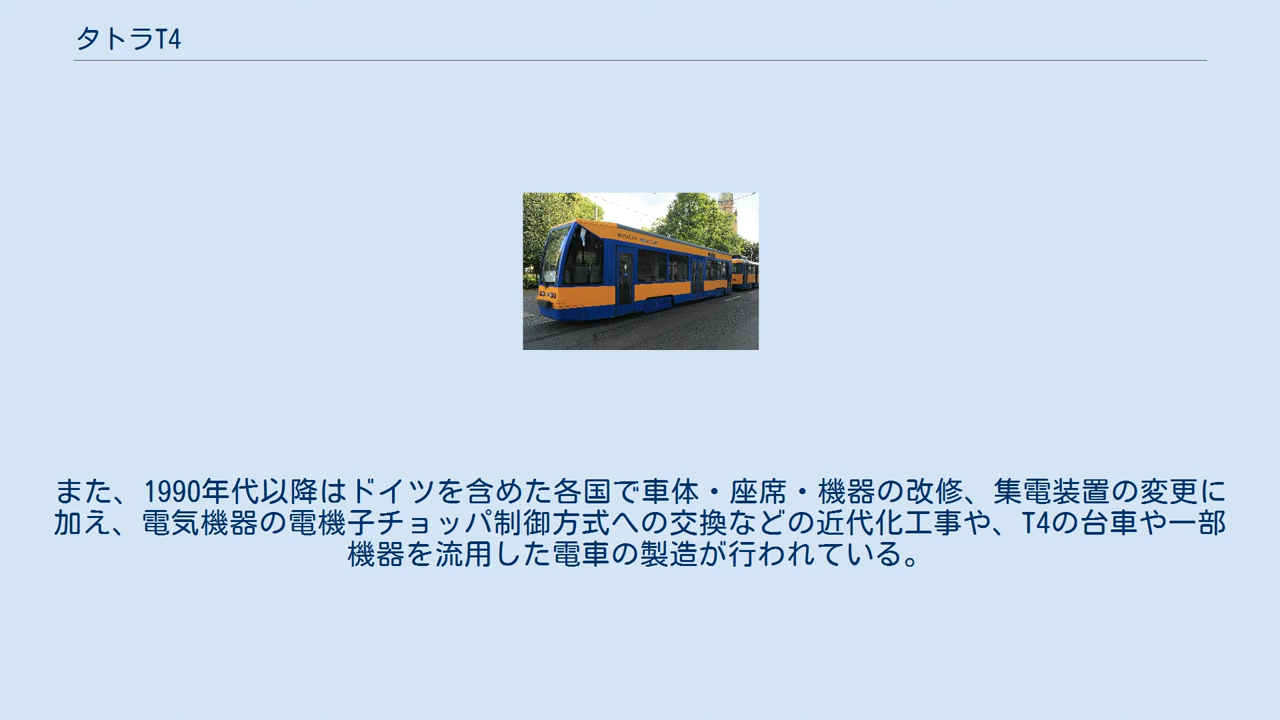 タトラT4
また、1990年代以降はドイツを含めた各国で車体・座席・機器の改修、集電装置の変更に
加え、電気機器の電機子チョッパ制御方式への交換などの近代化工事や、T4の台車や一部
機器を流用した電車の製造が行われている。